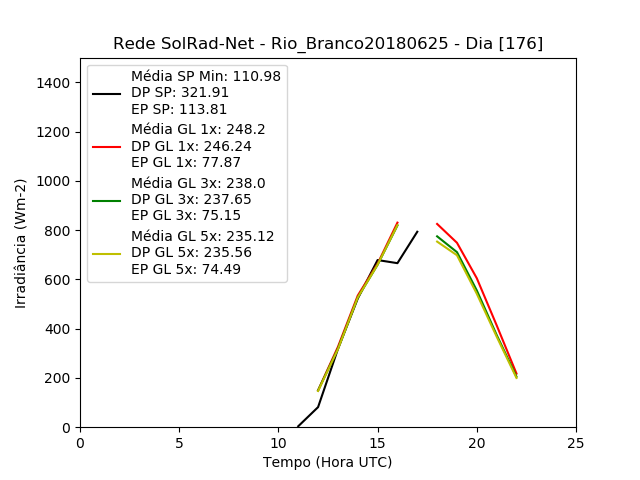 Rede SolRad-Net - Rio_Branco20180625 - Dia [176]
Média SP Min: 110.98
DP SP: 321.91
EP SP: 113.81
Média GL 1x: 248.2
DP GL 1x: 246.24
EP GL 1x: 77.87
Média GL 3x: 238.0
DP GL 3x: 237.65
EP GL 3x: 75.15
Média GL 5x: 235.12
DP GL 5x: 235.56
EP GL 5x: 74.49
Irradiância (Wm-2)
1400
1200
1000
800
600
400
200
0
0 5 10 15 20 25
Tempo (Hora UTC)